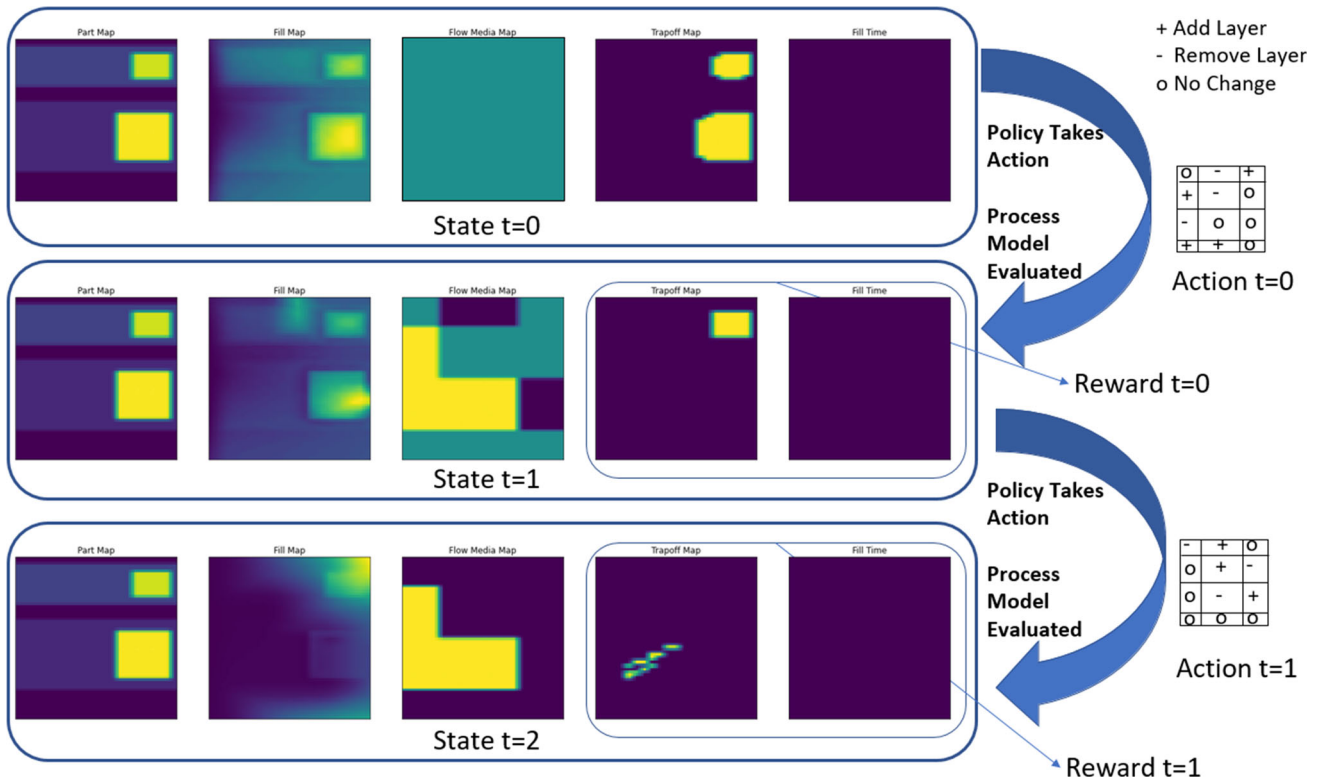 Part Map Fill Map Flow Media Map Trapoff Map Fill Time
State t=0
+ Add Layer
- Remove Layer
o No Change
Policy Takes
Action
Process
Model
Evaluated
o - +
+ - o
- o o
+ + o
Action t=0
Part Map Fill Map Flow Media Map Trapoff Map Fill Time
State t=1
Reward t=0
Policy Takes
Action
Process
Model
Evaluated
- + o
o + -
o - +
o o o
Action t=1
Part Map Fill Map Flow Media Map Trapoff Map Fill Time
State t=2
Reward t=1